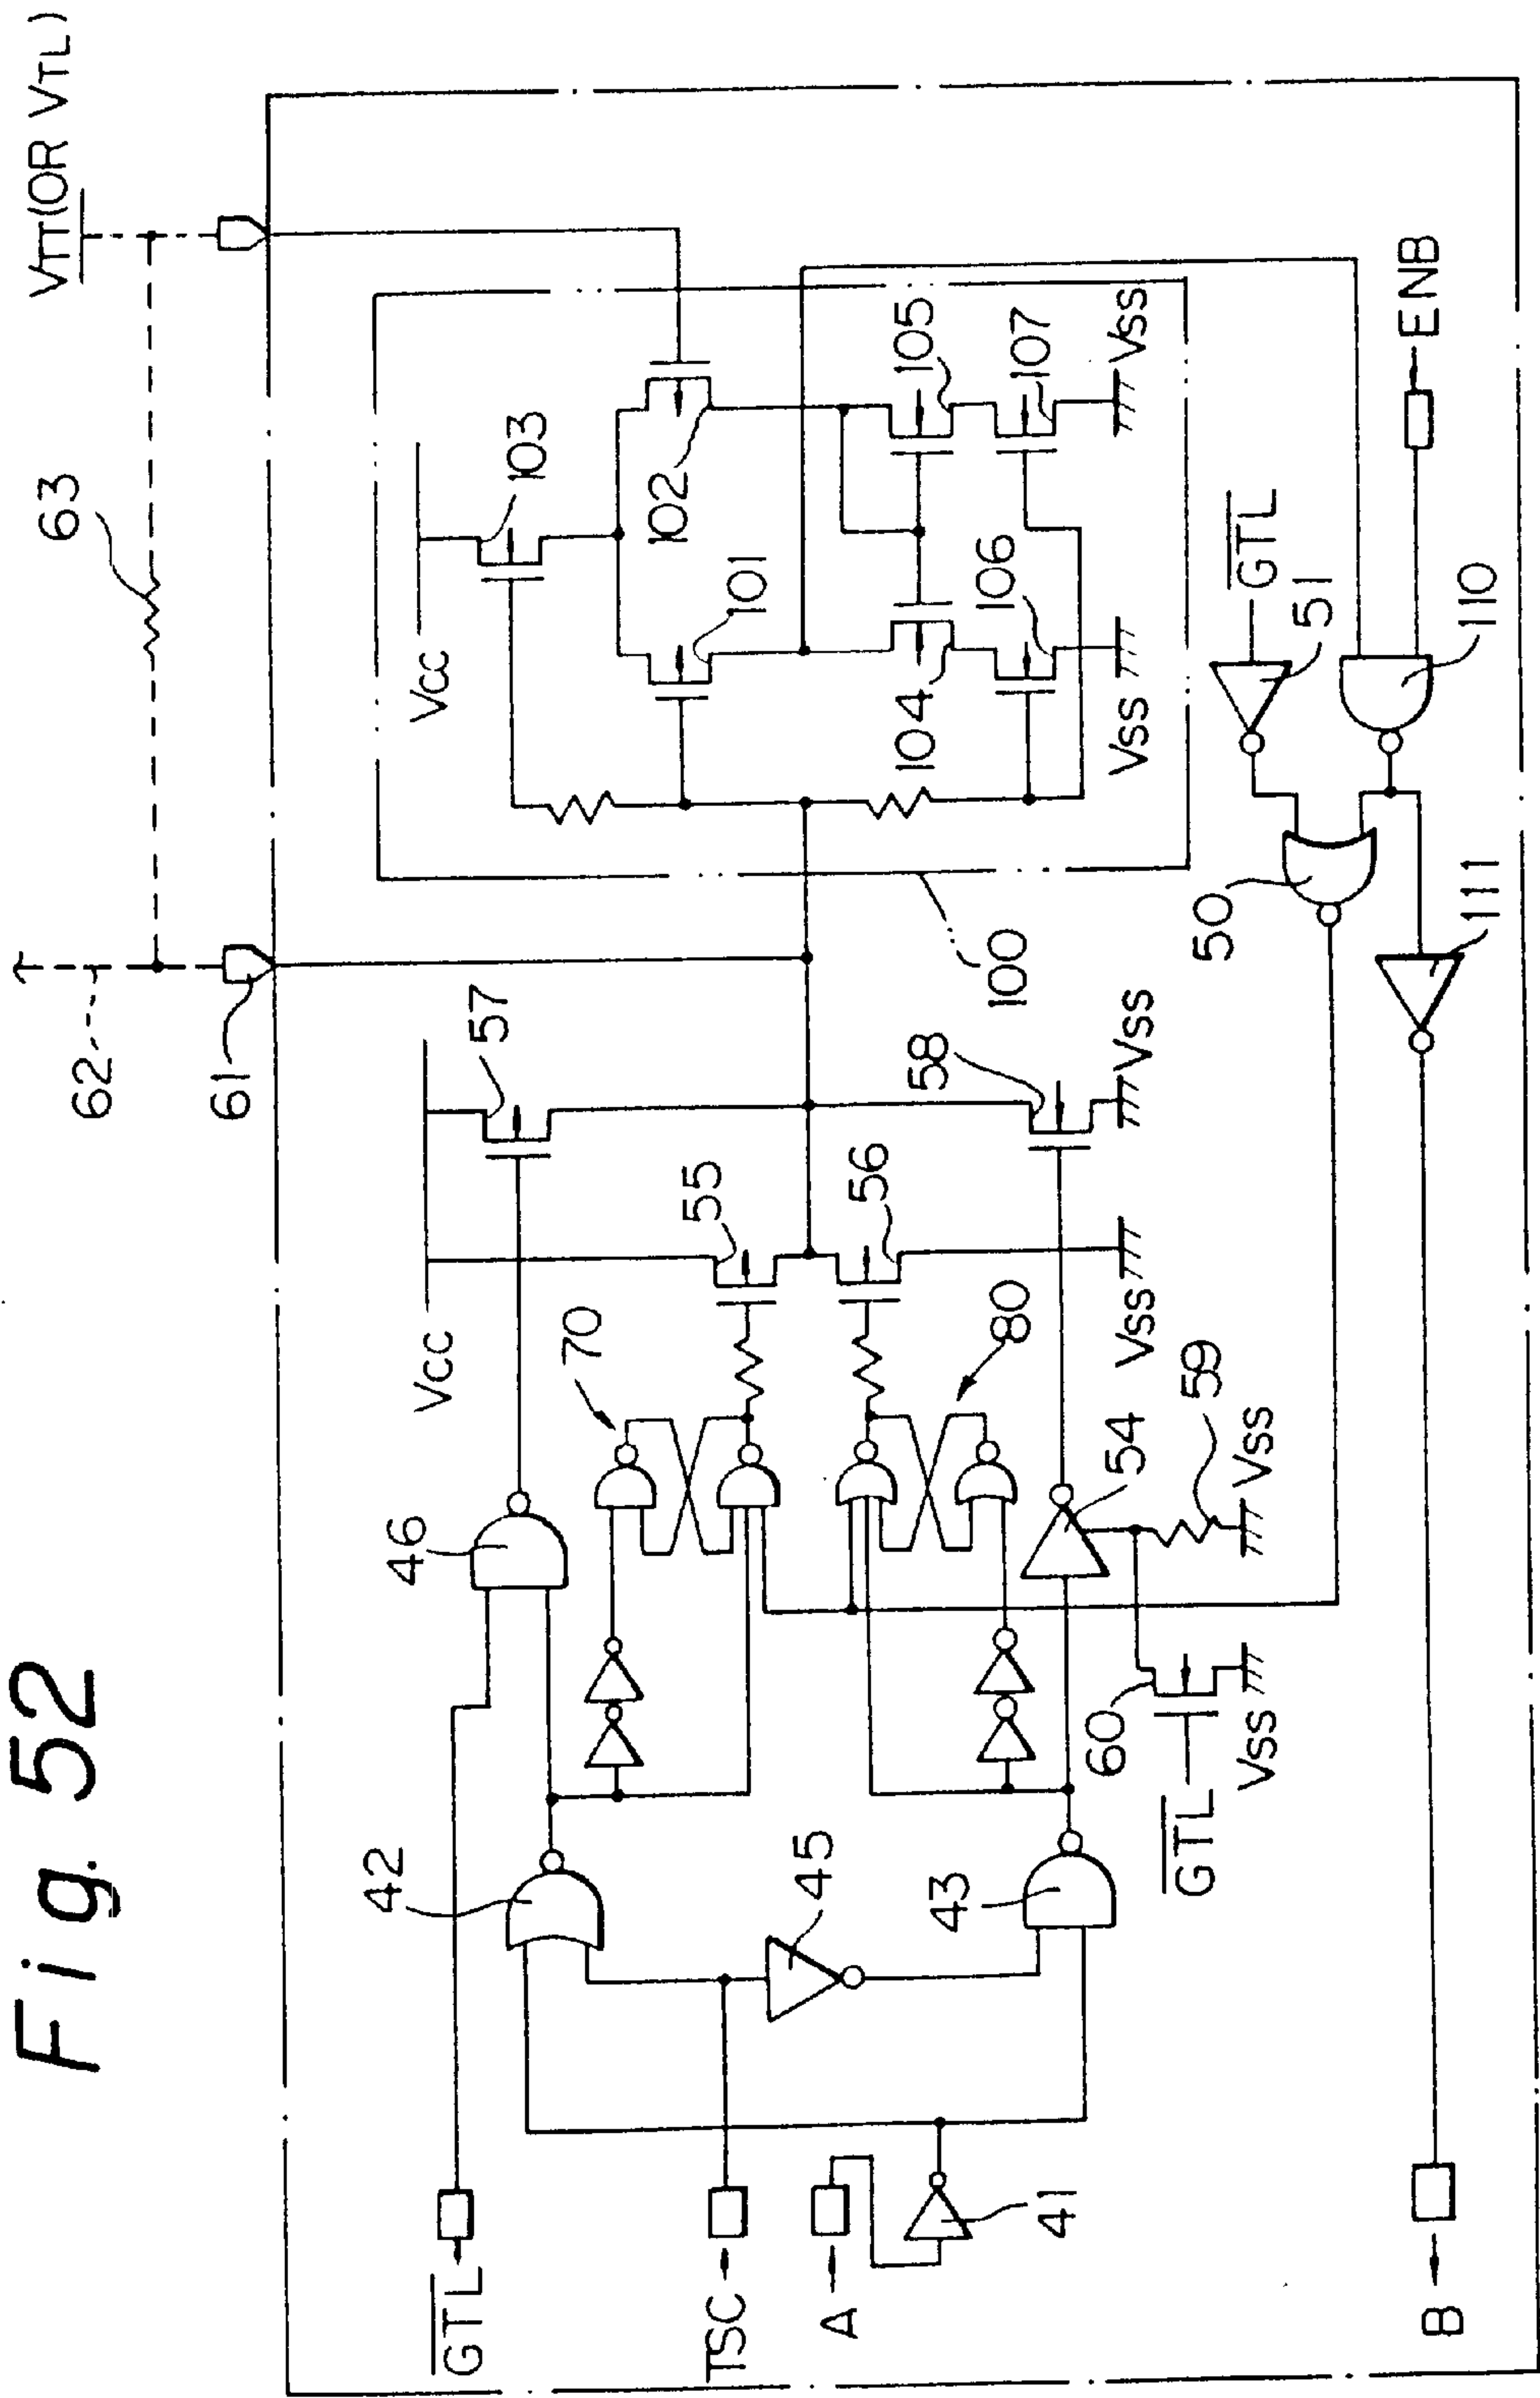 Fig. 52
62
61
63
VTT (OR VTL)
GTL
46
Vcc
57
Vcc
103
42
70
55
101
102
TSC
45
56
A
80
58
104
105
41
43
54
100
106
107
60
59
GTL
Vss
Vss
Vss
Vss
Vss
Vss
50
51
GTL
ENB
B
111
110